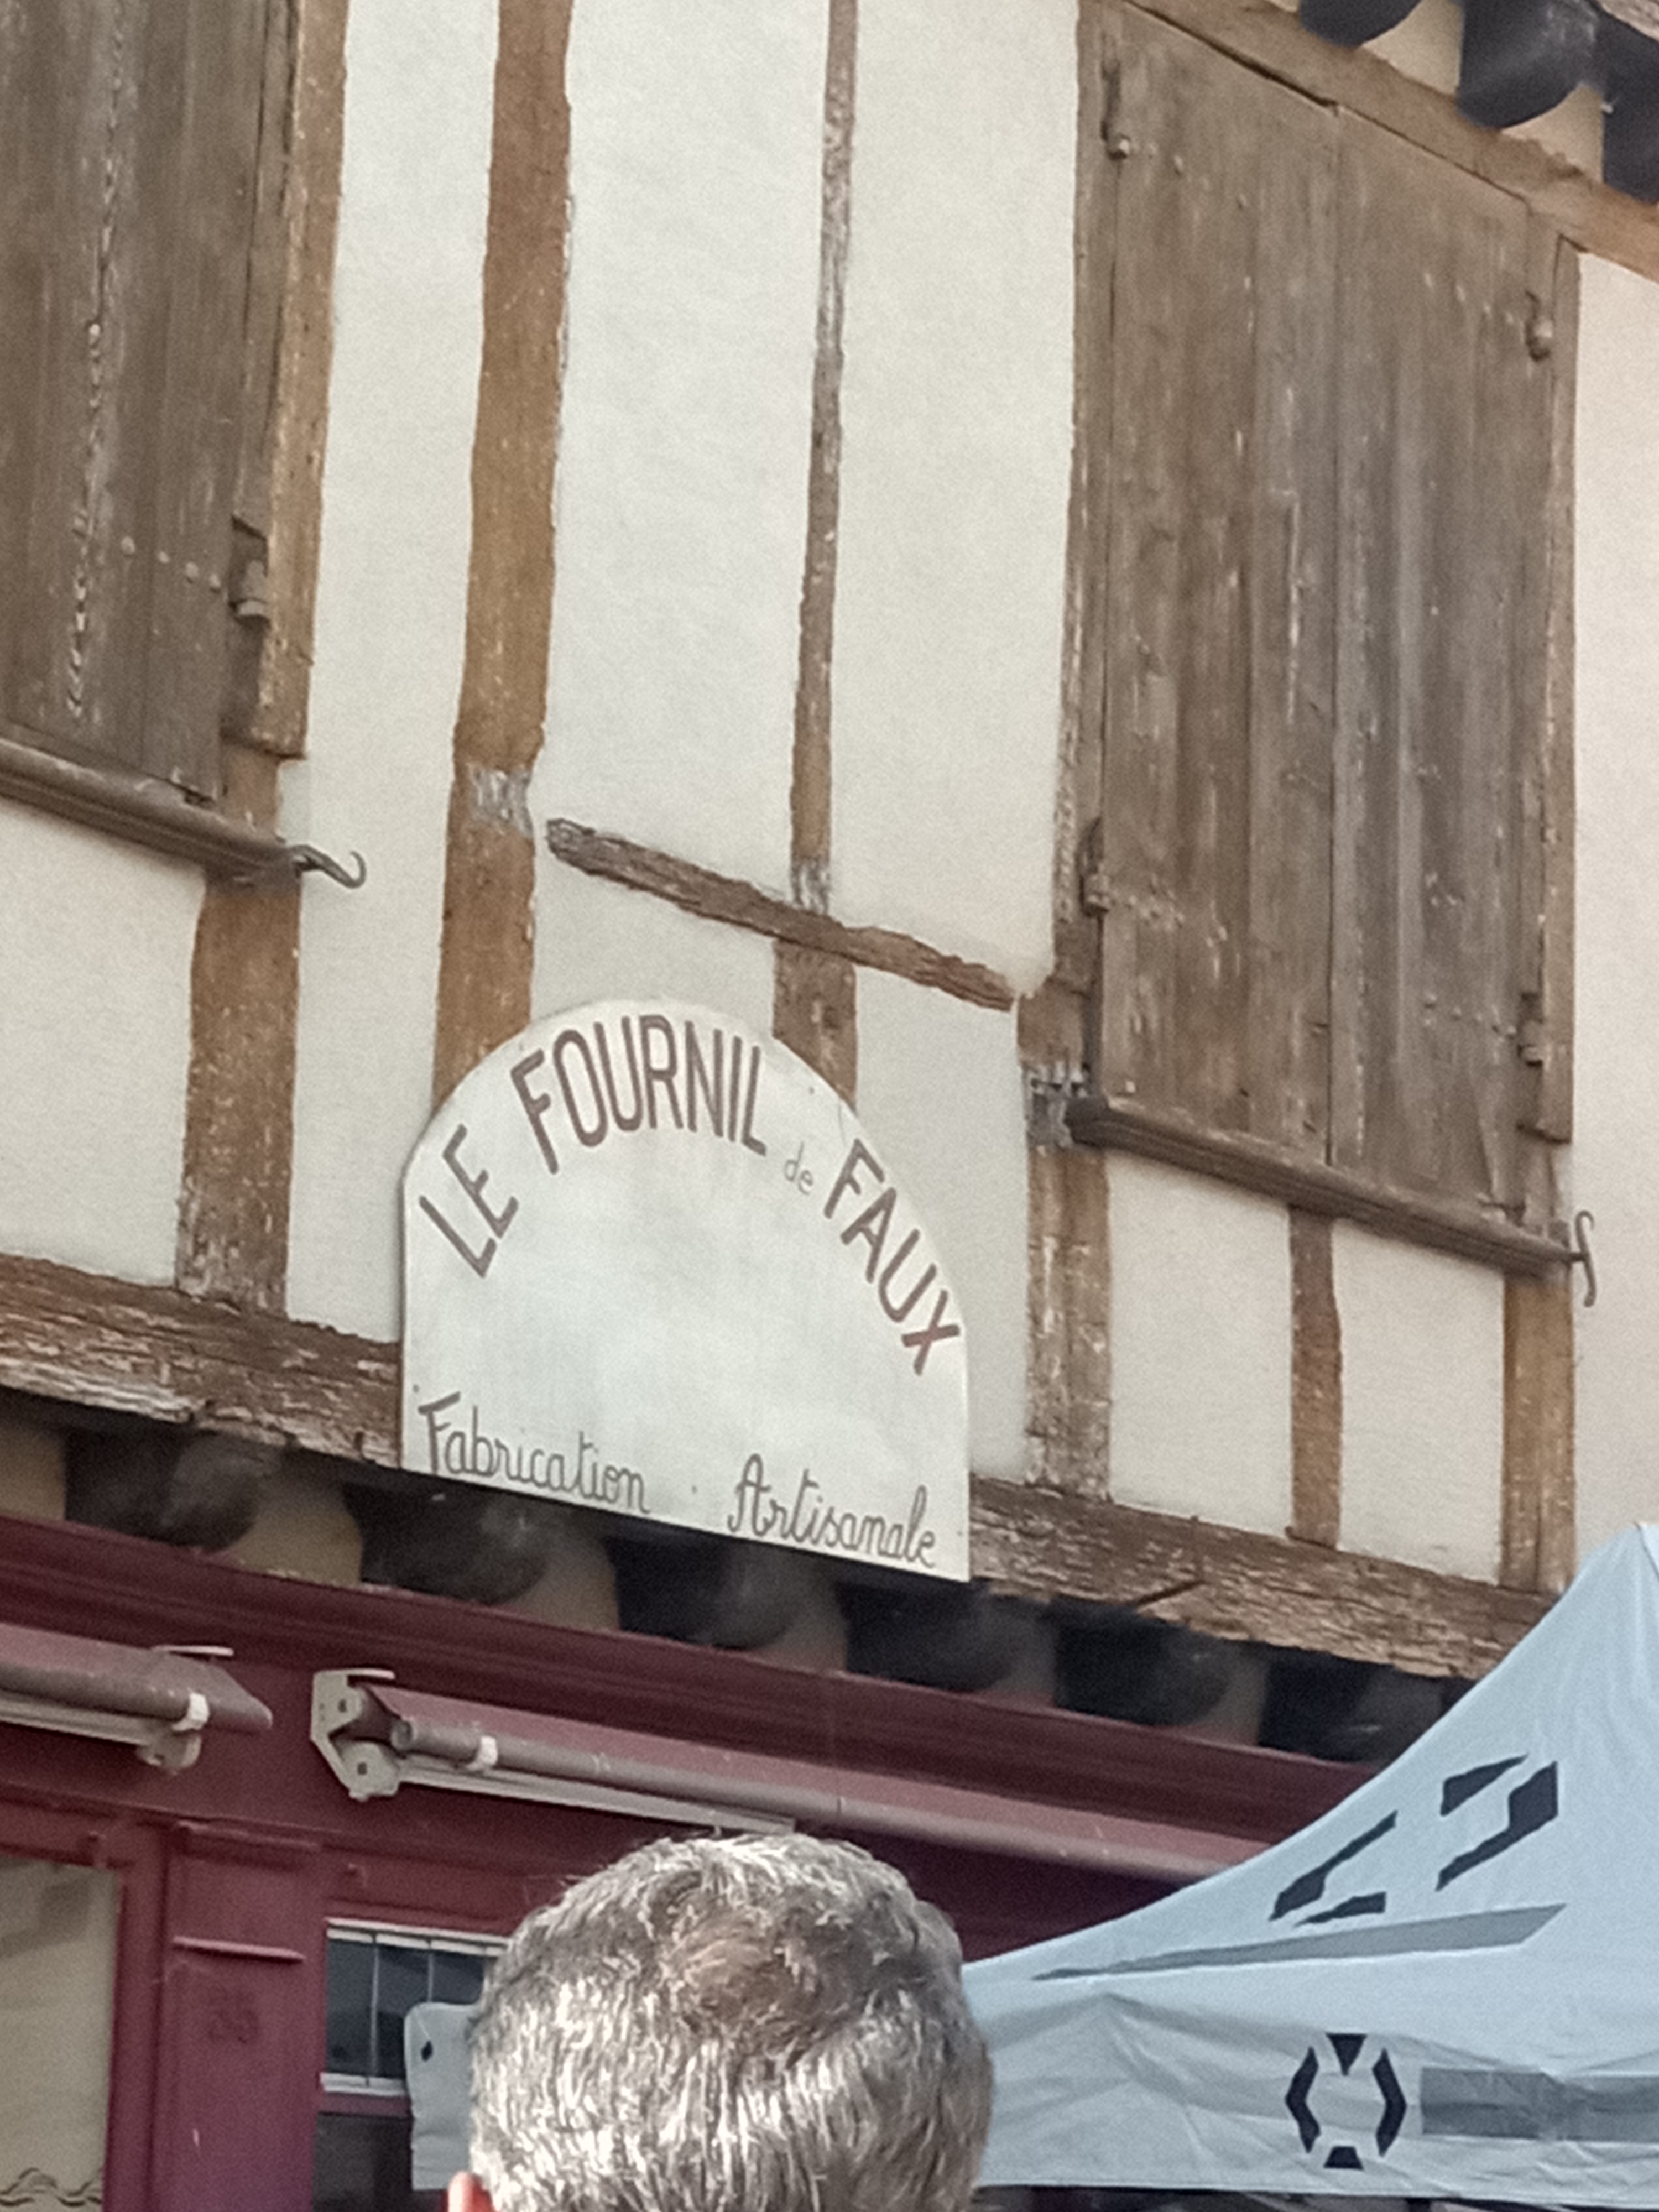 LE FOURNIL de FAUX
Fabrication Artisanale